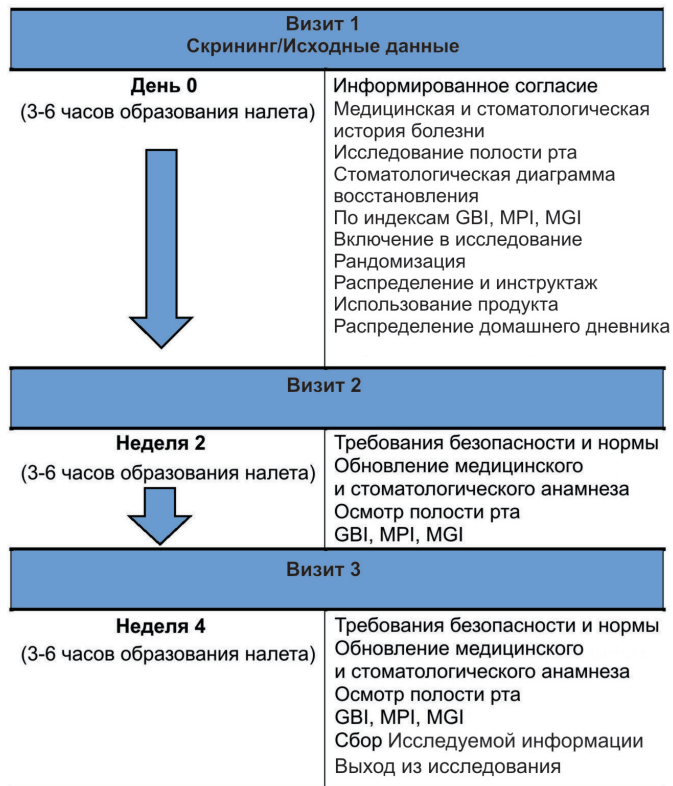 Визит 1
Скрининг/Исходные данные
День 0
(3-6 часов образования налета)
Информированное согласие
Медицинская и стоматологическая
история болезни
Исследование полости рта
Стоматологическая диаграмма
восстановления
По индексам GBI, MPI, MGI
Включение в исследование
Рандомизация
Распределение и инструктаж
Использование продукта
Распределение домашнего дневника
Визит 2
Неделя 2
(3-6 часов образования налета)
Требования безопасности и нормы
Обновление медицинского
и стоматологического анамнеза
Осмотр полости рта
GBI, MPI, MGI
Визит 3
Неделя 4
(3-6 часов образования налета)
Требования безопасности и нормы
Обновление медицинского
и стоматологического анамнеза
Осмотр полости рта
GBI, MPI, MGI
Сбор Исследуемой информации
Выход из исследования